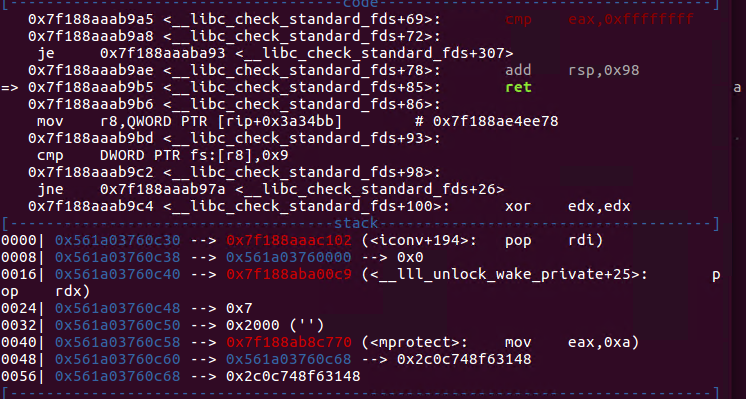 [----------------------------------code----------------------------------]
0x7f188aaab9a5 <__libc_check_standard_fds+69>: cmp eax,0xffffffff
0x7f188aaab9a8 <__libc_check_standard_fds+72>:
je 0x7f188aaaba93 <__libc_check_standard_fds+307>
0x7f188aaab9ae <__libc_check_standard_fds+78>: add rsp,0x98
=> 0x7f188aaab9b5 <__libc_check_standard_fds+85>: ret
a
0x7f188aaab9b6 <__libc_check_standard_fds+86>:
mov r8,QWORD PTR [rip+0x3a34bb] # 0x7f188ae4ee78
0x7f188aaab9bd <__libc_check_standard_fds+93>:
cmp DWORD PTR fs:[r8],0x9
0x7f188aaab9c2 <__libc_check_standard_fds+98>:
jne 0x7f188aaab97a <__libc_check_standard_fds+26>
0x7f188aaab9c4 <__libc_check_standard_fds+100>: xor edx,edx
[----------------------------------stack---------------------------------]
0000| 0x561a03760c30 --> 0x7f188aaac102 (<iconv+194>: pop rdi)
0008| 0x561a03760c38 --> 0x561a03760000 --> 0x0
0016| 0x561a03760c40 --> 0x7f188aba00c9 (<__lll_unlock_wake_private+25>: p
op rdx)
0024| 0x561a03760c48 --> 0x7
0032| 0x561a03760c50 --> 0x2000 ('')
0040| 0x561a03760c58 --> 0x7f188ab8c770 (<mprotect>: mov eax,0xa)
0048| 0x561a03760c60 --> 0x561a03760c68 --> 0x2c0c748f63148
0056| 0x561a03760c68 --> 0x2c0c748f63148
[------------------------------------------------------------------------]